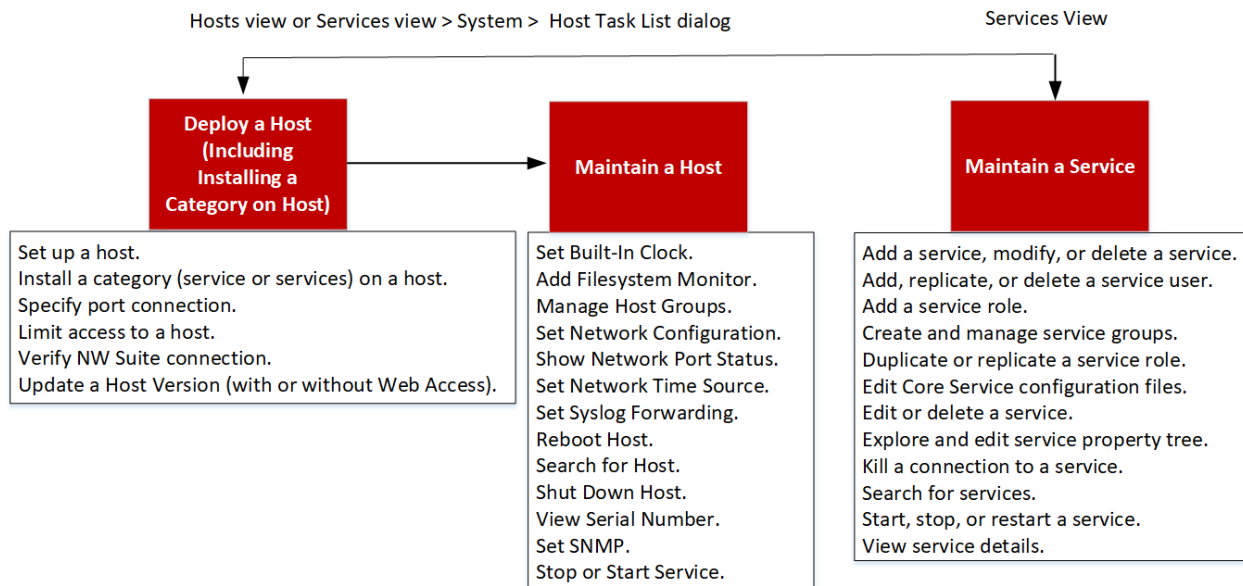 Hosts view or Services view > System > Host Task List dialog
Services View
Deploy a Host
(Including
Installing a
Category on Host)
Maintain a Host
Maintain a Service
Set up a host.
Install a category (service or services) on a host.
Specify port connection.
Limit access to a host.
Verify NW Suite connection.
Update a Host Version (with or without Web Access).
Set Built-In Clock.
Add Filesystem Monitor.
Manage Host Groups.
Set Network Configuration.
Show Network Port Status.
Set Network Time Source.
Set Syslog Forwarding.
Reboot Host.
Search for Host.
Shut Down Host.
View Serial Number.
Set SNMP.
Stop or Start Service.
Add a service, modify, or delete a service.
Add, replicate, or delete a service user.
Add a service role.
Create and manage service groups.
Duplicate or replicate a service role.
Edit Core Service configuration files.
Edit or delete a service.
Explore and edit service property tree.
Kill a connection to a service.
Search for services.
Start, stop, or restart a service.
View service details.